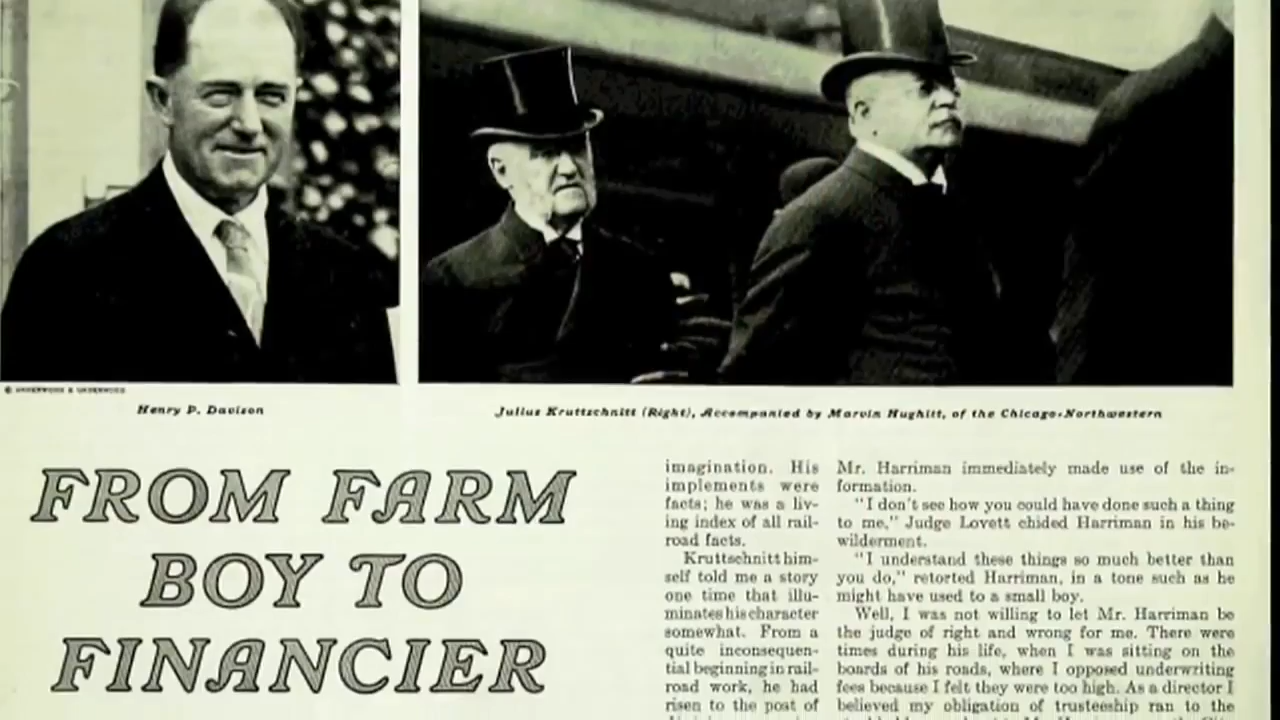 © UNDERWOOD & UNDERWOOD
Henry P. Davison
Julius Kruttschnitt (Right), Accompanied by Marvin Hughitt, of the Chicago-Northwestern
FROM FARM
BOY TO
FINANCIER
imagination. His
implements were
facts; he was a liv-
ing index of all rail-
road facts.
Kruttschnitt him-
self told me a story
one time that illu-
minates his character
somewhat. From a
quite inconsequen-
tial beginning in rail-
road work, he had
risen to the post of
Mr. Harriman immediately made use of the in-
formation.
"I don't see how you could have done such a thing
to me," Judge Lovett chided Harriman in his be-
wilderment.
"I understand these things so much better than
you do," retorted Harriman, in a tone such as he
might have used to a small boy.
Well, I was not willing to let Mr. Harriman be
the judge of right and wrong for me. There were
times during his life, when I was sitting on the
boards of his roads, where I opposed underwriting
fees because I felt they were too high. As a director I
believed my obligation of trusteeship ran to the